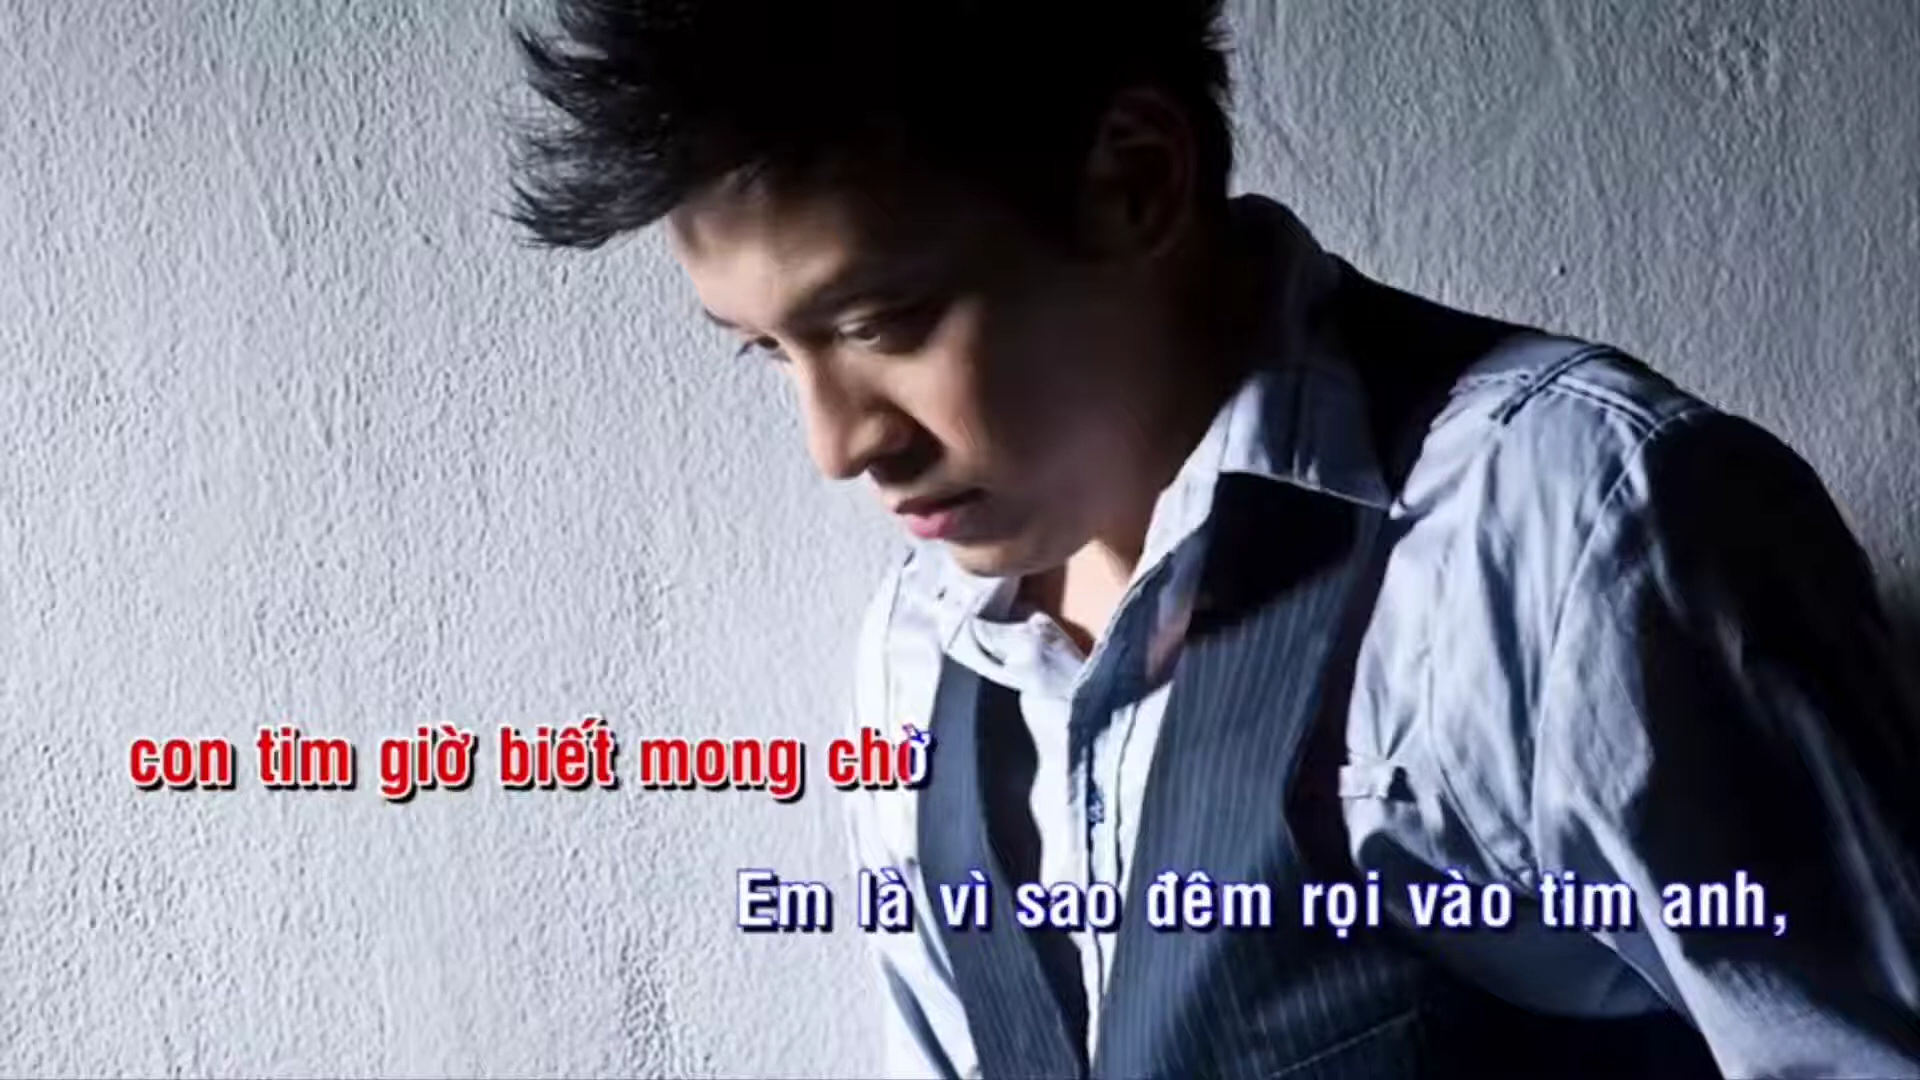 con tim giờ biết mong chờ
Em là vì sao đêm rọi vào tim anh,